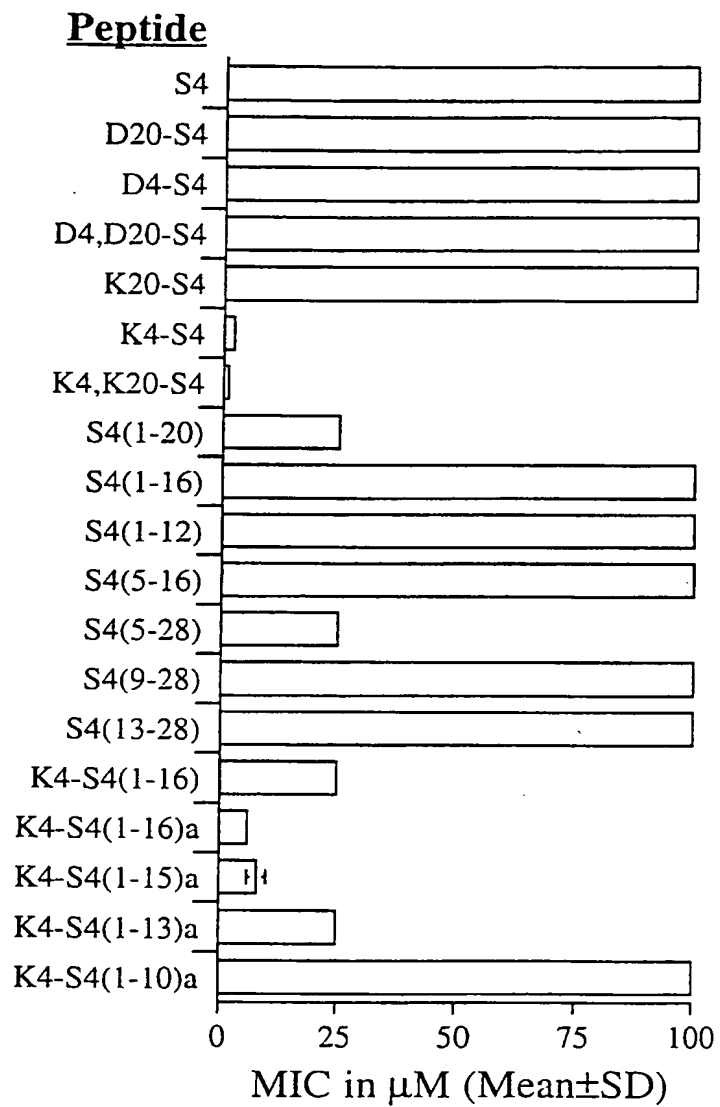 Peptide
S4
D20-S4
D4-S4
D4,D20-S4
K20-S4
K4-S4
K4,K20-S4
S4(1-20)
S4(1-16)
S4(1-12)
S4(5-16)
S4(5-28)
S4(9-28)
S4(13-28)
K4-S4(1-16)
K4-S4(1-16)a
K4-S4(1-15)a
K4-S4(1-13)a
K4-S4(1-10)a
0 25 50 75 100
MIC in µM (Mean±SD)